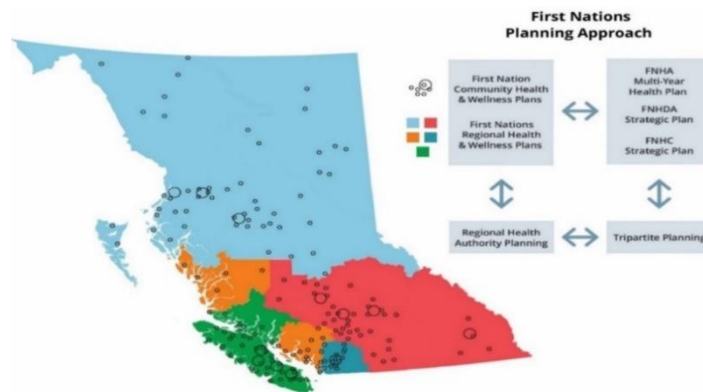 First Nations
Planning Approach
First Nation
Community Health
& Wellness Plans
First Nations
Regional Health
& Wellness Plans
FNHA
Multi-Year
Health Plan
FNHDA
Strategic Plan
FNHC
Strategic Plan
Regional Health
Authority Planning
Tripartite Planning